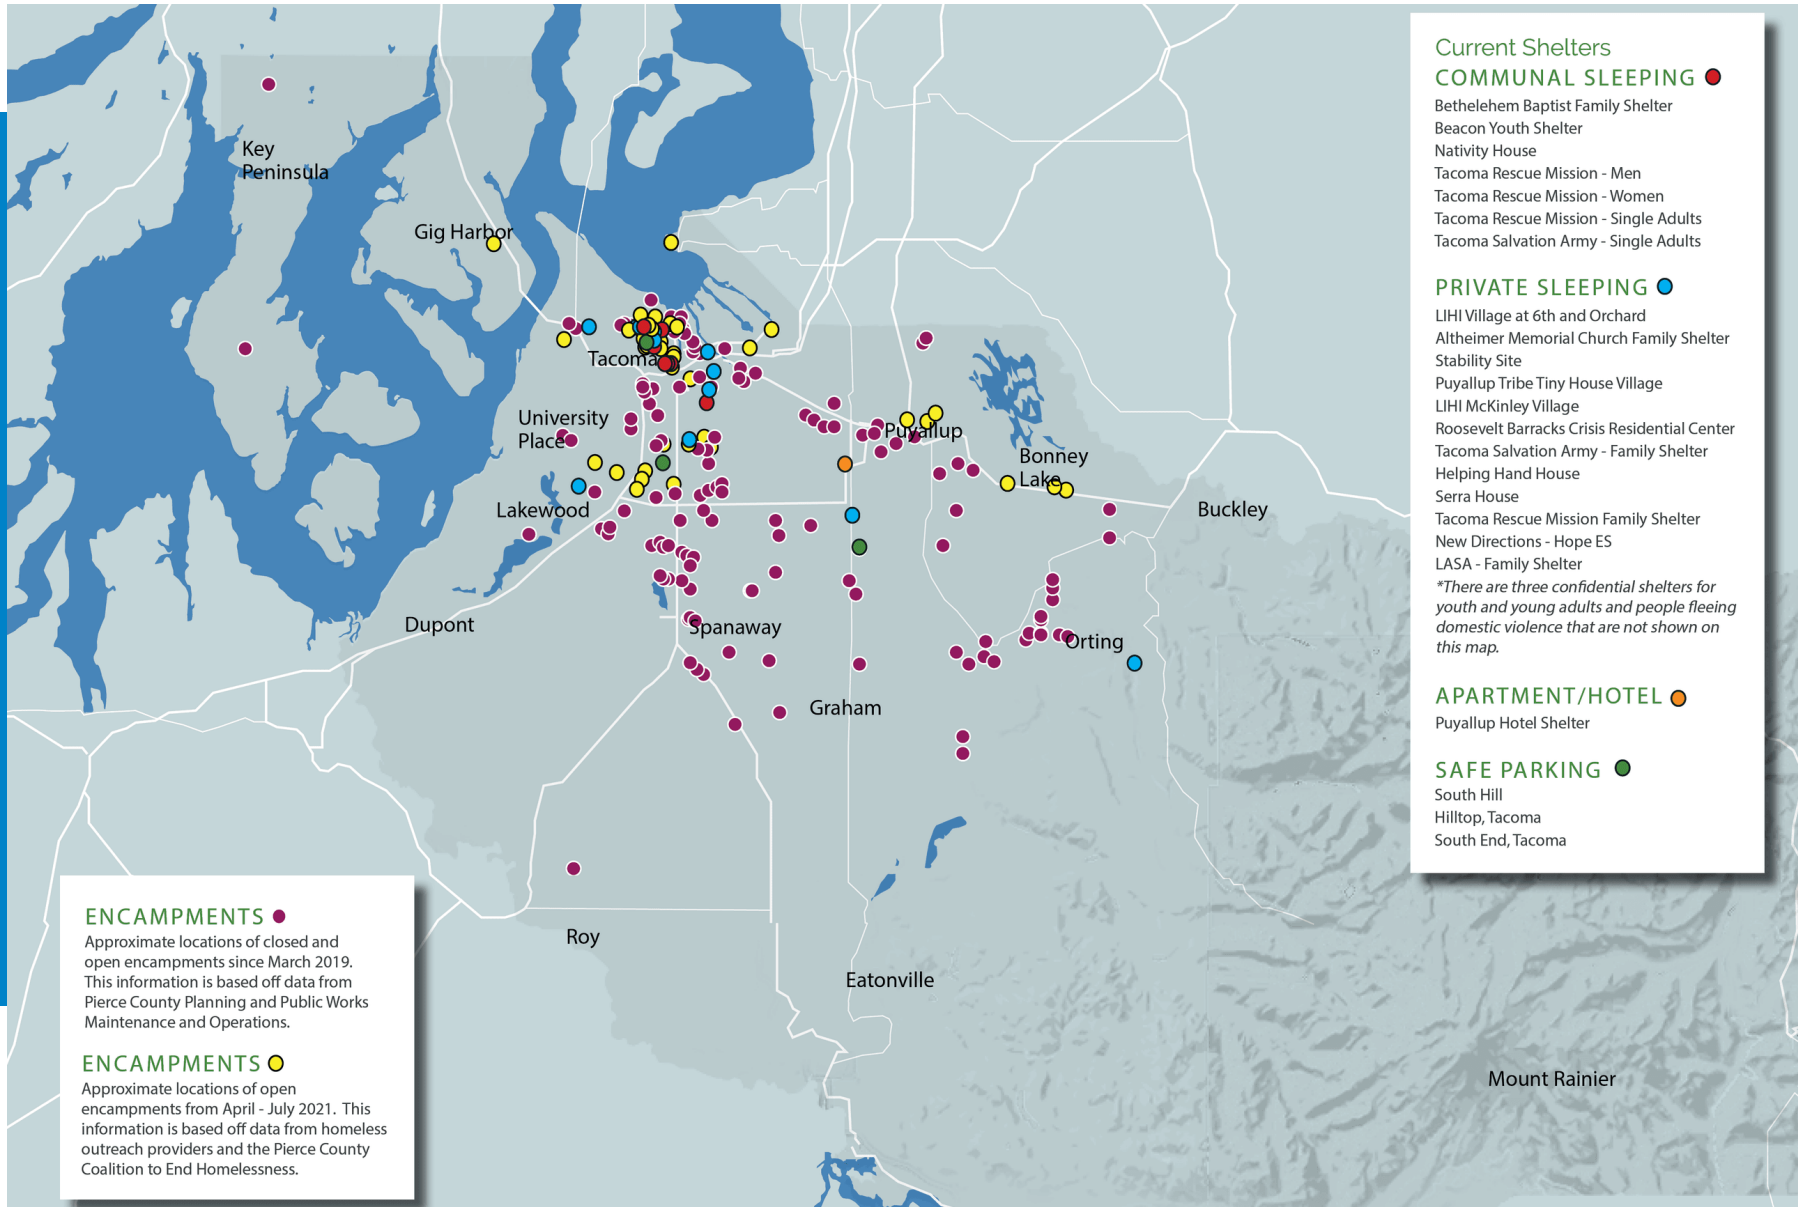 Key
Peninsula
Gig Harbor
Tacoma
University
Place
Lakewood
Puyallup
Bonney
Lake
Buckley
Dupont
Spanaway
Orting
Graham
Roy
Eatonville
Mount Rainier
Current Shelters
COMMUNAL SLEEPING
Bethelehem Baptist Family Shelter
Beacon Youth Shelter
Nativity House
Tacoma Rescue Mission - Men
Tacoma Rescue Mission - Women
Tacoma Rescue Mission - Single Adults
Tacoma Salvation Army - Single Adults
PRIVATE SLEEPING
LIHI Village at 6th and Orchard
Altheimer Memorial Church Family Shelter
Stability Site
Puyallup Tribe Tiny House Village
LIHI McKinley Village
Roosevelt Barracks Crisis Residential Center
Tacoma Salvation Army - Family Shelter
Helping Hand House
Serra House
Tacoma Rescue Mission Family Shelter
New Directions - Hope ES
LASA - Family Shelter
*There are three confidential shelters for
youth and young adults and people fleeing
domestic violence that are not shown on
this map.
APARTMENT/HOTEL
Puyallup Hotel Shelter
SAFE PARKING
South Hill
Hilltop, Tacoma
South End, Tacoma
ENCAMPMENTS
Approximate locations of closed and
open encampments since March 2019.
This information is based off data from
Pierce County Planning and Public Works
Maintenance and Operations.
ENCAMPMENTS
Approximate locations of open
encampments from April - July 2021. This
information is based off data from homeless
outreach providers and the Pierce County
Coalition to End Homelessness.